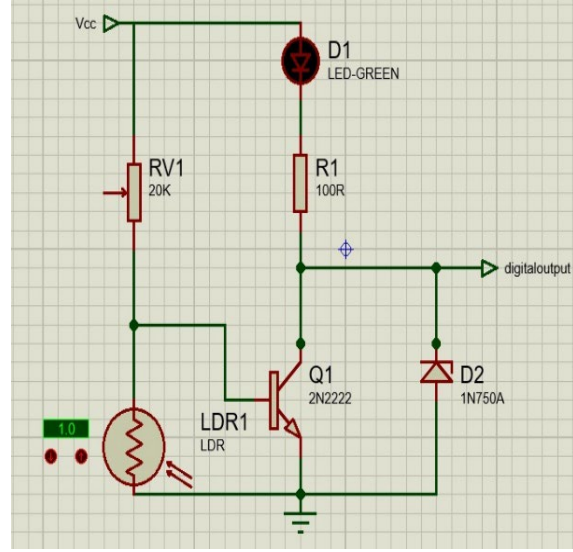 Vcc
D1
LED-GREEN
RV1
20K
R1
100R
digitaloutput
Q1
2N2222
D2
1N750A
LDR1
LDR
1.0